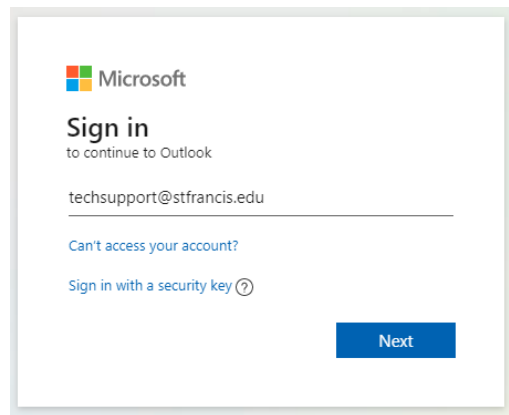 Microsoft
Sign in
to continue to Outlook
techsupport@stfrancis.edu
Can't access your account?
Sign in with a security key ?
Next